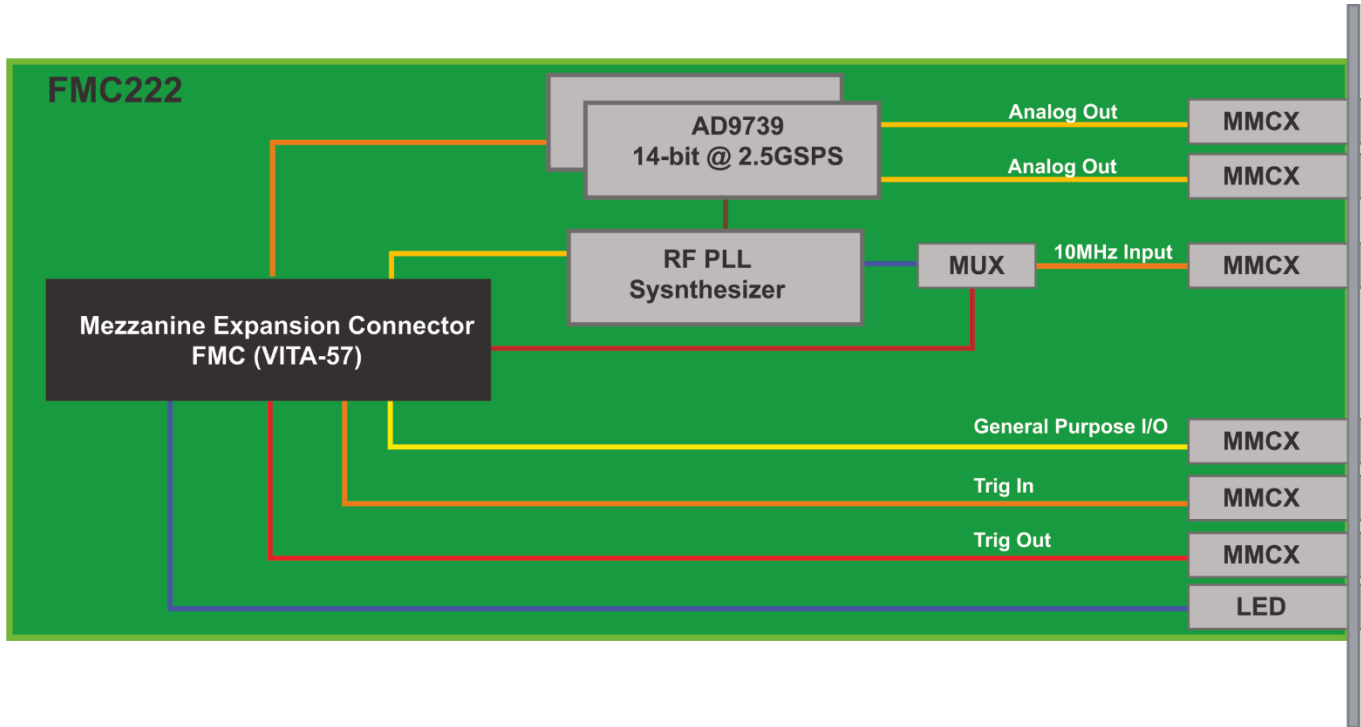 FMC222
AD9739
14-bit @ 2.5GSPS
Analog Out
MMCX
Analog Out
MMCX
RF PLL
Sysnthesizer
MUX
10MHz Input
MMCX
Mezzanine Expansion Connector
FMC (VITA-57)
General Purpose I/O
MMCX
Trig In
MMCX
Trig Out
MMCX
LED